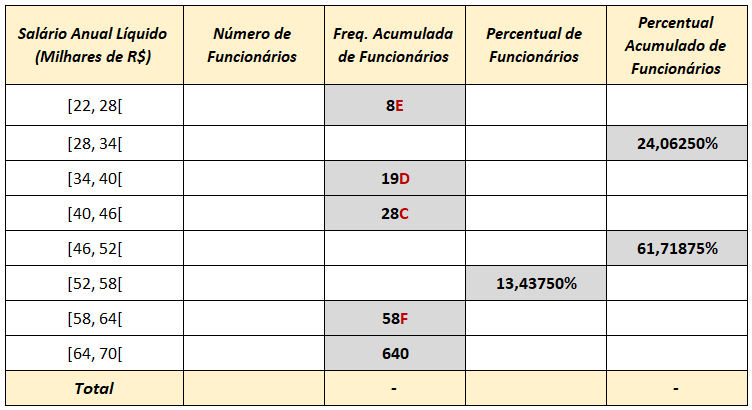 Salário Anual Líquido
(Milhares de R$)
Número de
Funcionários
Freq. Acumulada
de Funcionários
Percentual de
Funcionários
Percentual
Acumulado de
Funcionários
[22, 28[
8E
[28, 34[
24,06250%
[34, 40[
19D
[40, 46[
28C
[46, 52[
61,71875%
[52, 58[
13,43750%
[58, 64[
58F
[64, 70[
640
Total
-
-